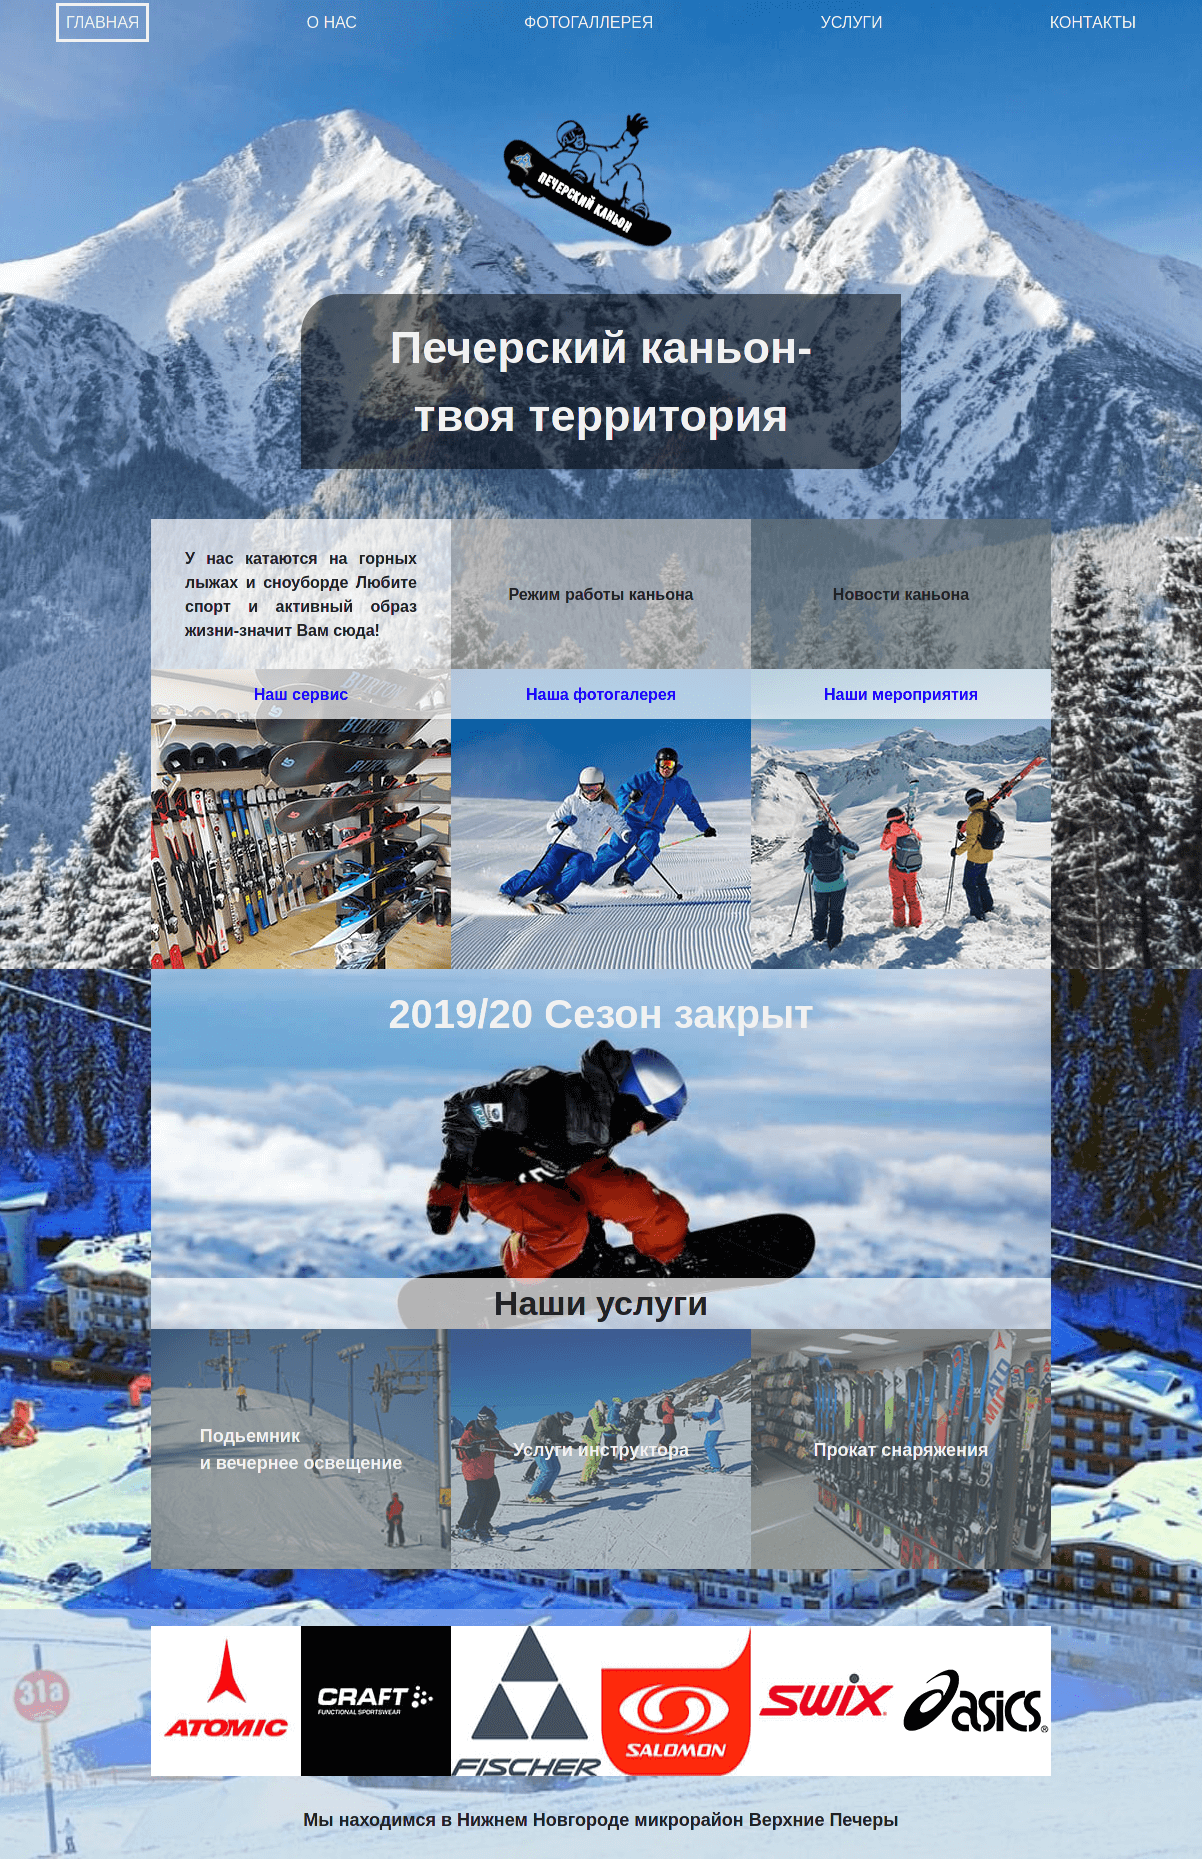 ГЛАВНАЯ
О НАС
ФОТОГАЛЛЕРЕЯ
УСЛУГИ
КОНТАКТЫ
ПЕЧЕРСКИЙ КАНЬОН
Печерский каньон-
твоя территория
У нас катаются на горных
лыжах и сноуборде Любите
спорт и активный образ
жизни-значит Вам сюда!
Режим работы каньона
Новости каньона
Наш сервис
Наша фотогалерея
Наши мероприятия
BURTON
BURTON
BURTON
2019/20 Сезон закрыт
Наши услуги
Подьемник
и вечернее освещение
Услуги инструктора
Прокат снаряжения
31a
ATOMIC
CRAFT
FUNCTIONAL SPORTSWEAR
FISCHER
SALOMON
SWIX
asics
Мы находимся в Нижнем Новгороде микрорайон Верхние Печеры